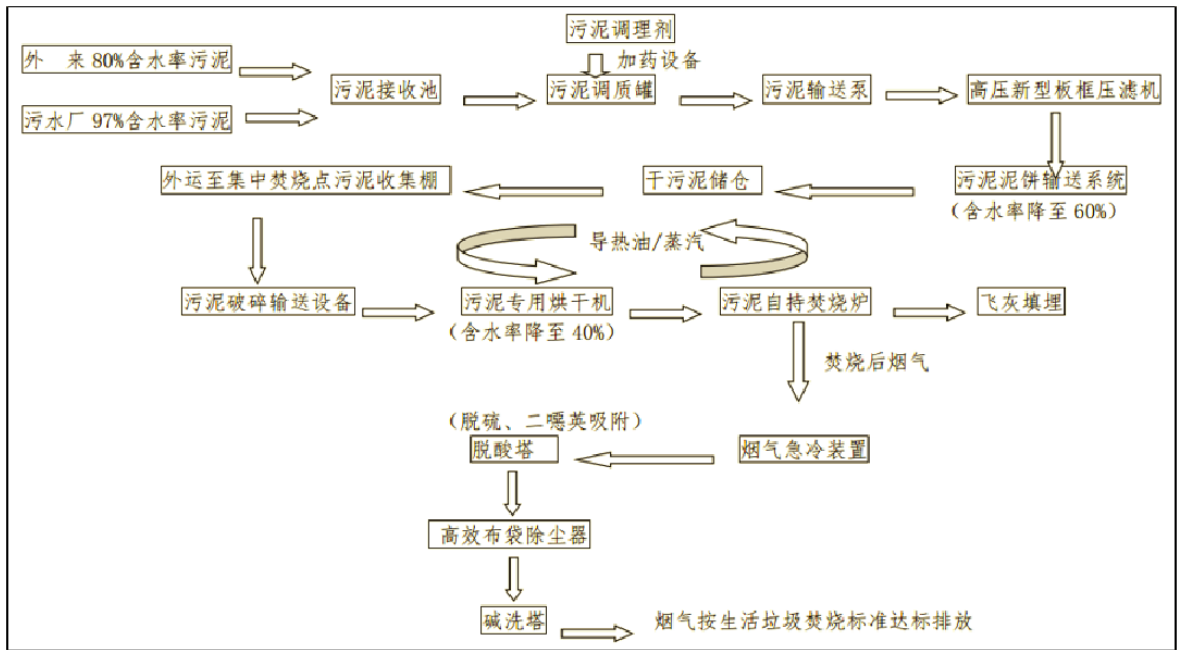 污泥调理剂
外 来 80%含水率污泥
加药设备
污泥接收池
污泥调质罐
污泥输送泵
高压新型板框压滤机
污水厂 97%含水率污泥
外运至集中焚烧点污泥收集棚
干污泥储仓
污泥泥饼输送系统
(含水率降至 60%)
导热油/蒸汽
污泥破碎输送设备
污泥专用烘干机
污泥自持焚烧炉
飞灰填埋
(含水率降至 40%)
焚烧后烟气
(脱硫、二噁英吸附)
脱酸塔
烟气急冷装置
高效布袋除尘器
碱洗塔
烟气按生活垃圾焚烧标准达标排放